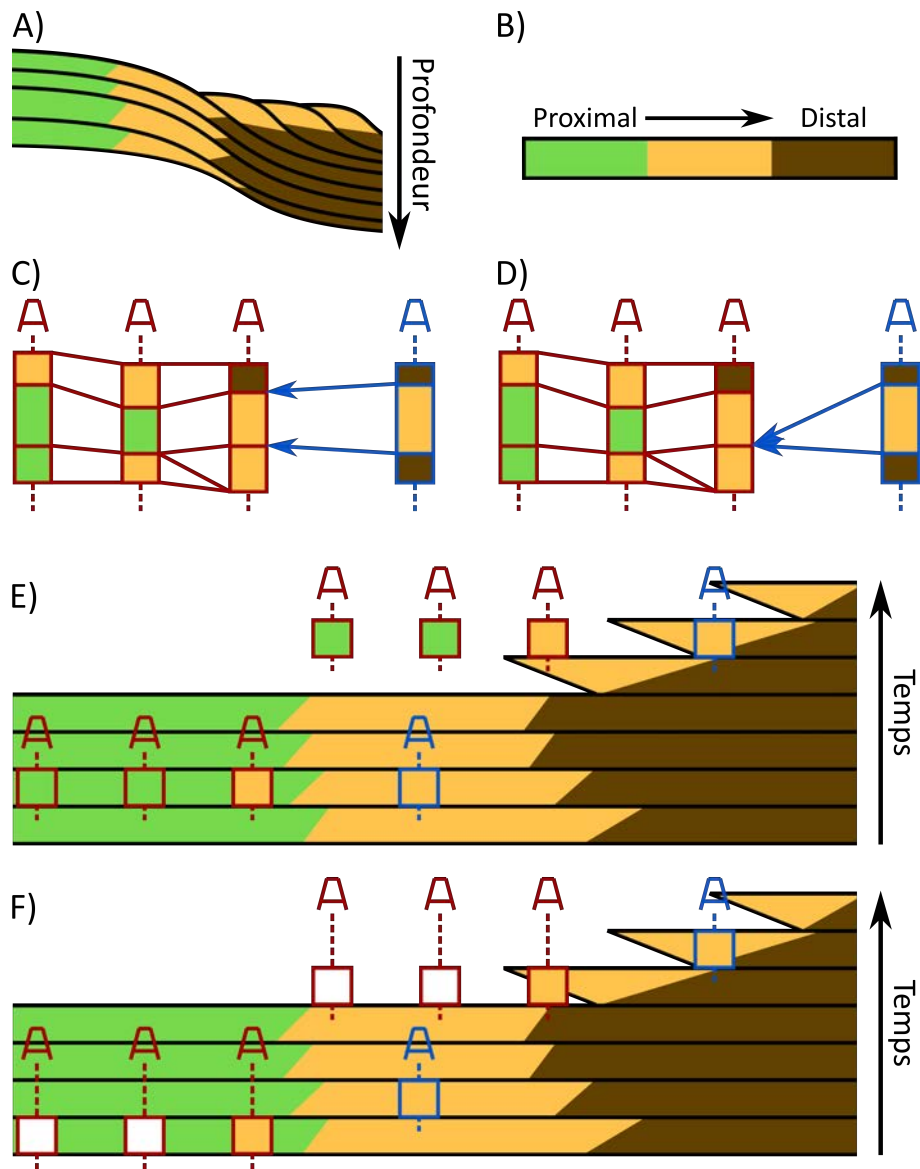 A)
B)
Profondeur
Proximal
Distal
C)
D)
E)
Temps
F)
Temps